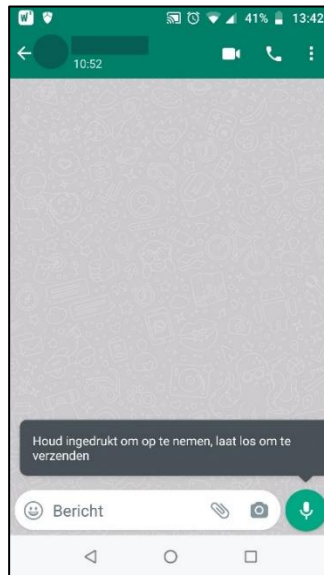 41% 13:42
10:52
Houd ingedrukt om op te nemen, laat los om te
verzenden
Bericht